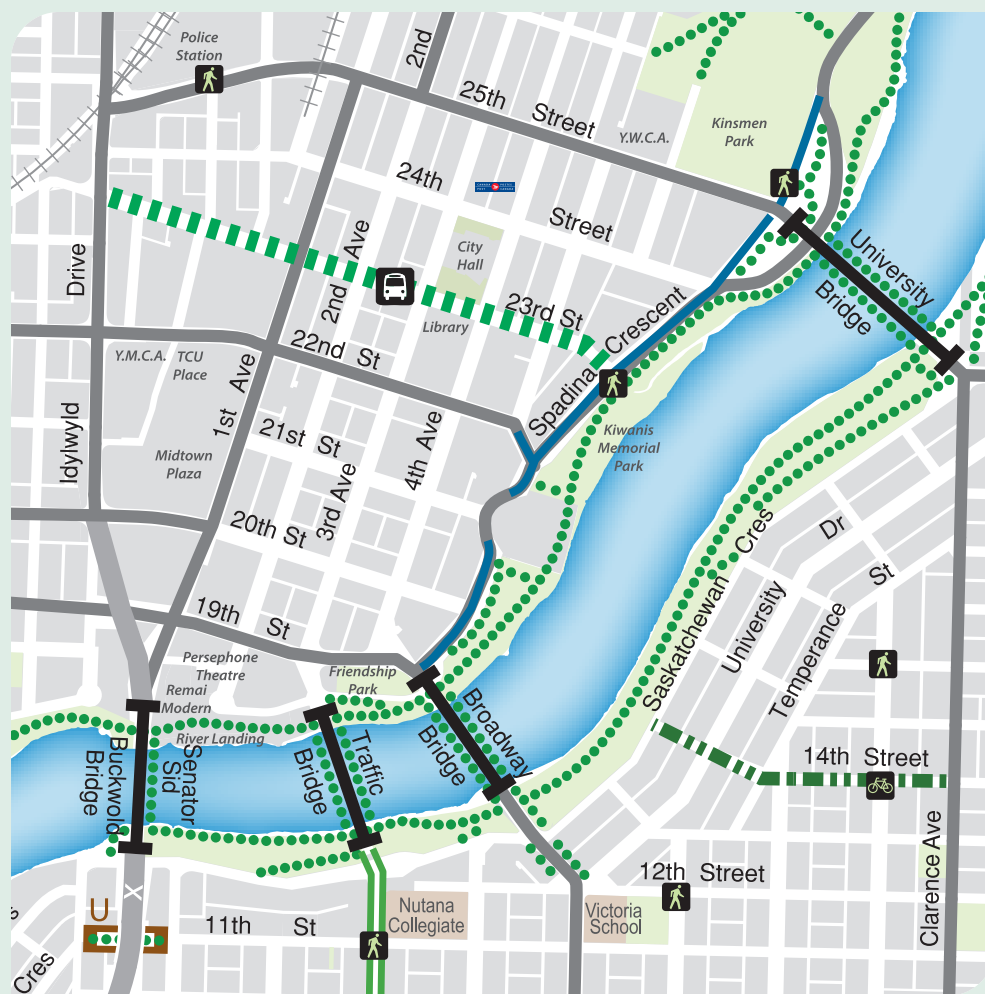 Police
Station
2nd
25th Street
Y.W.C.A.
Kinsmen
Park
24th Street
Drive
2nd Ave
City
Hall
Library
23rd St
University
Bridge
Spadina Crescent
22nd St
Y.M.C.A.
TCU
Place
1st Ave
Idylwyld
21st St
Midtown
Plaza
3rd Ave
4th Ave
Kiwanis
Memorial
Park
20th St
19th St
Saskatchewan Cres
University Dr
Temperance St
Persephone
Theatre
Friendship
Park
Remai
Modern
River Landing
Broadway
Bridge
Traffic
Bridge
Senator
Sid
Buckwold
Bridge
14th Street
12th Street
Clarence Ave
Nutana
Collegiate
Victoria
School
11th St
U
Cres